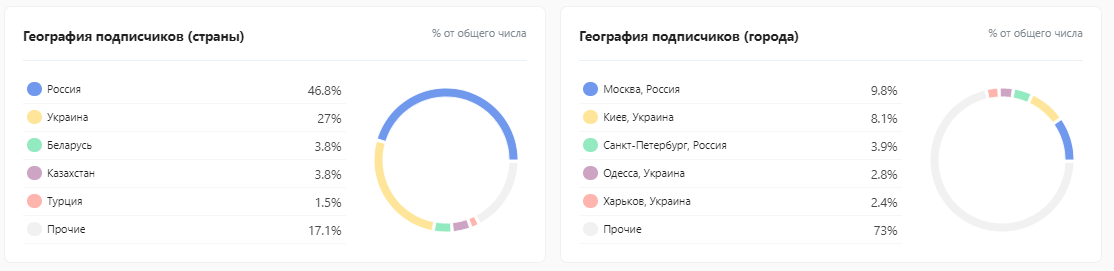 География подписчиков (страны)
% от общего числа
Россия 46.8%
Украина 27%
Беларусь 3.8%
Казахстан 3.8%
Турция 1.5%
Прочие 17.1%
География подписчиков (города)
% от общего числа
Москва, Россия 9.8%
Киев, Украина 8.1%
Санкт-Петербург, Россия 3.9%
Одесса, Украина 2.8%
Харьков, Украина 2.4%
Прочие 73%